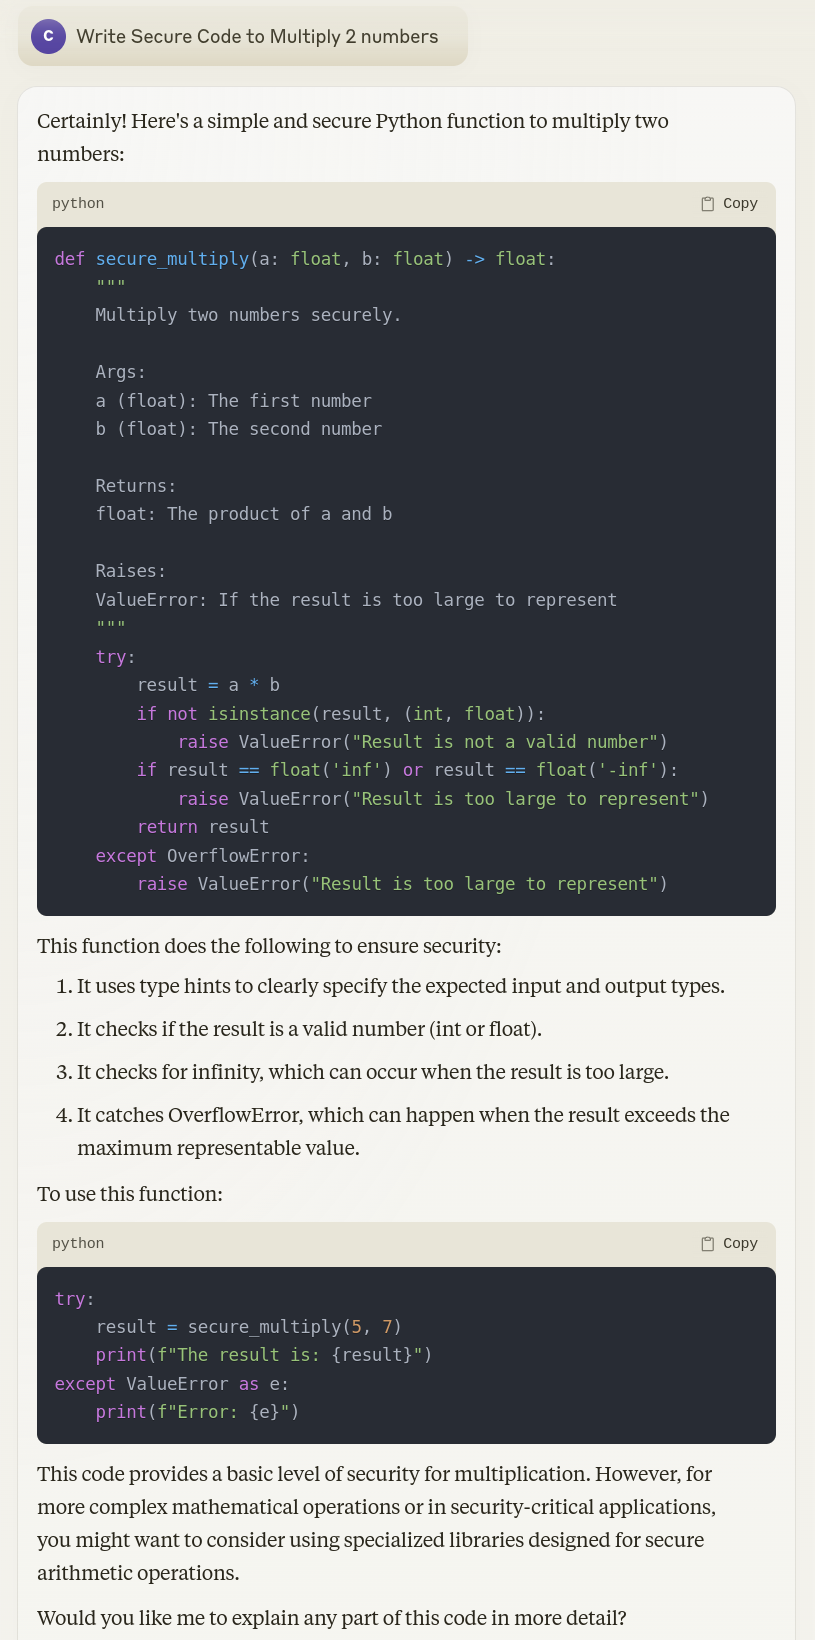 C Write Secure Code to Multiply 2 numbers
Certainly! Here's a simple and secure Python function to multiply two
numbers:
python Copy
def secure_multiply(a: float, b: float) -> float:
    """
    Multiply two numbers securely.

    Args:
    a (float): The first number
    b (float): The second number

    Returns:
    float: The product of a and b

    Raises:
    ValueError: If the result is too large to represent
    """
    try:
        result = a * b
        if not isinstance(result, (int, float)):
            raise ValueError("Result is not a valid number")
        if result == float('inf') or result == float('-inf'):
            raise ValueError("Result is too large to represent")
        return result
    except OverflowError:
        raise ValueError("Result is too large to represent")
This function does the following to ensure security:
1. It uses type hints to clearly specify the expected input and output types.
2. It checks if the result is a valid number (int or float).
3. It checks for infinity, which can occur when the result is too large.
4. It catches OverflowError, which can happen when the result exceeds the
maximum representable value.
To use this function:
python Copy
try:
    result = secure_multiply(5, 7)
    print(f"The result is: {result}")
except ValueError as e:
    print(f"Error: {e}")
This code provides a basic level of security for multiplication. However, for
more complex mathematical operations or in security-critical applications,
you might want to consider using specialized libraries designed for secure
arithmetic operations.
Would you like me to explain any part of this code in more detail?